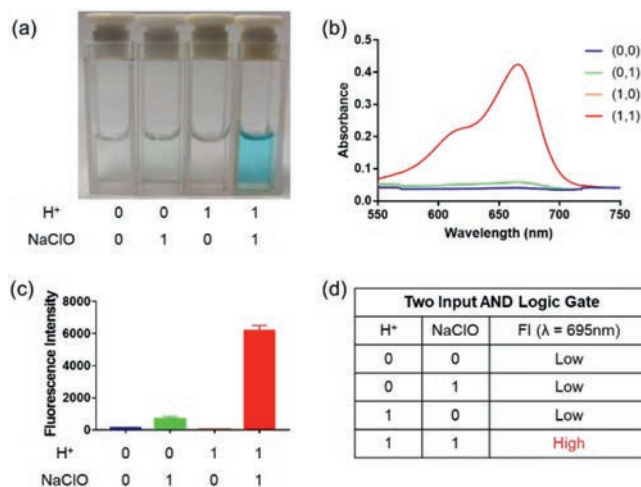 (a)
H⁺ 0 0 1 1
NaClO 0 1 0 1
(b)
0.5
0.4
0.3
0.2
0.1
0.0
Absorbance
550 600 650 700 750
Wavelength (nm)
(0,0)
(0,1)
(1,0)
(1,1)
(c)
Fluorescence Intensity
8000
6000
4000
2000
0
H⁺ 0 0 1 1
NaClO 0 1 0 1
(d)
Two Input AND Logic Gate
H⁺ NaClO FI (λ = 695nm)
0 0 Low
0 1 Low
1 0 Low
1 1 High